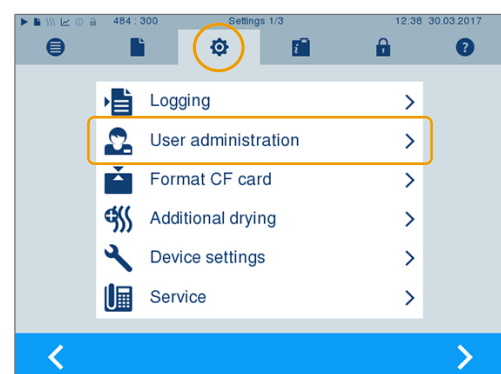 484 : 300 Settings 1/3 12:38 30.03.2017
Logging
User administration
Format CF card
Additional drying
Device settings
Service